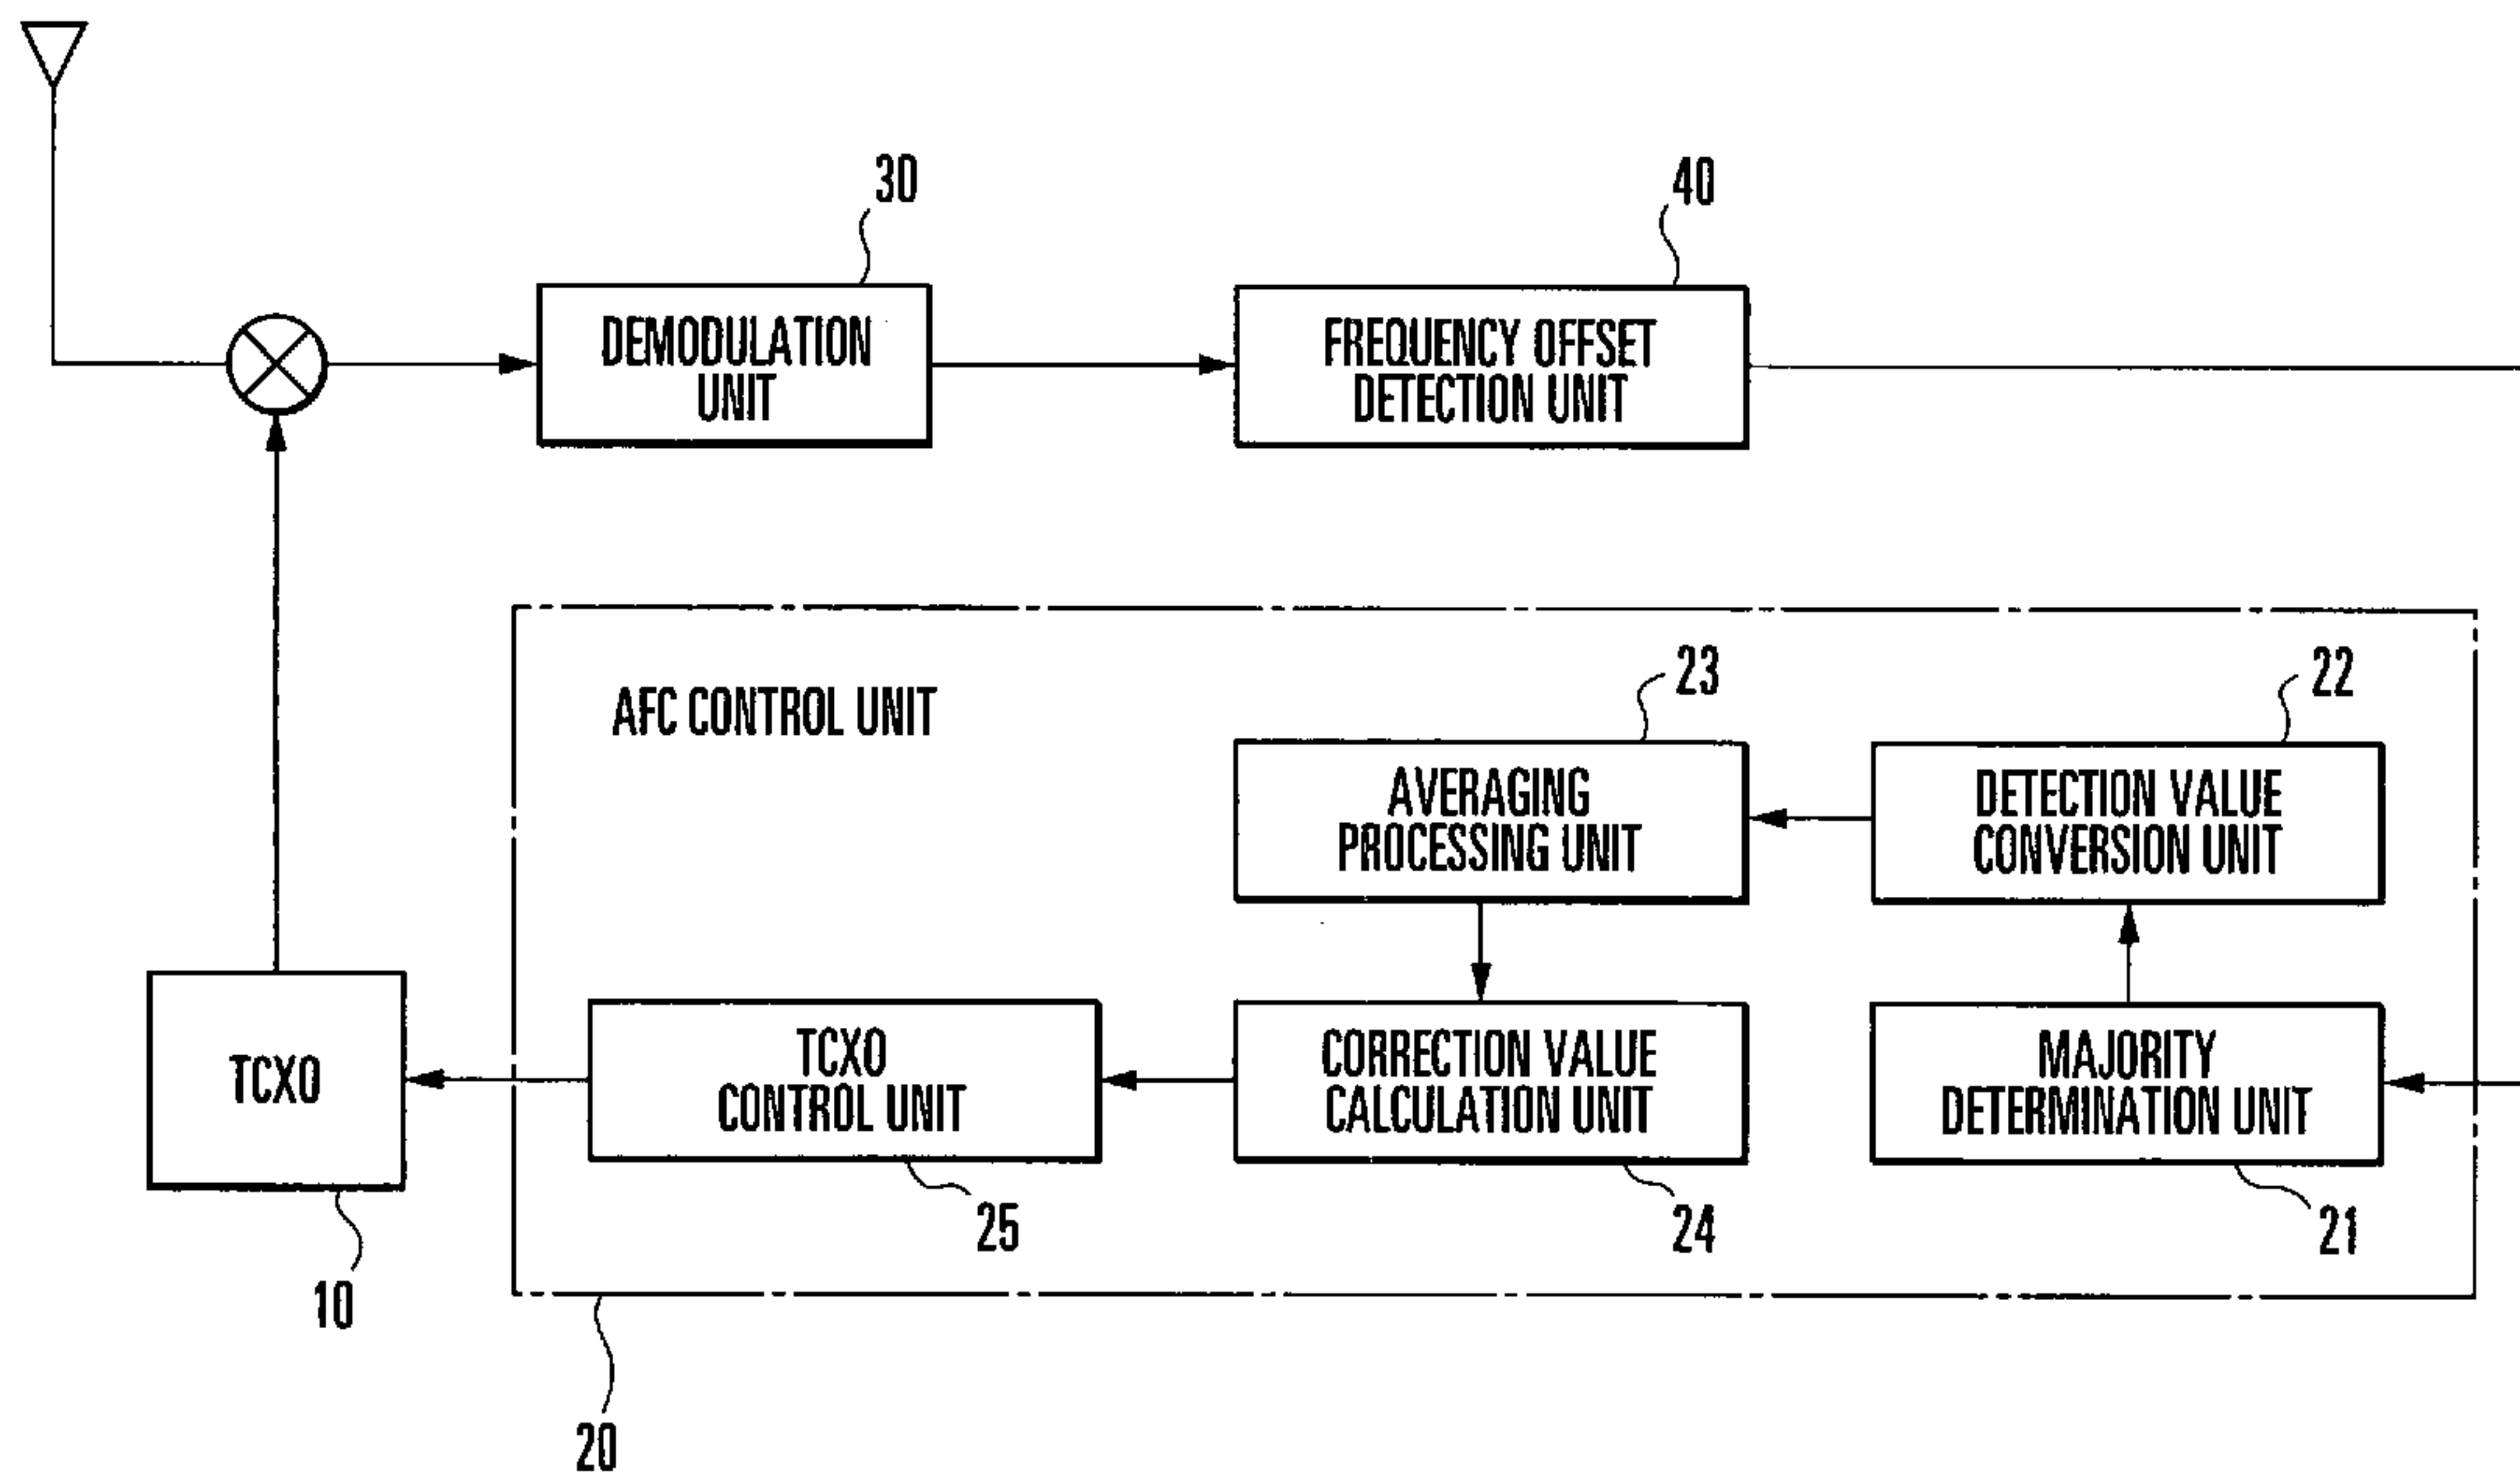 30
40
DEMODULATION
UNIT
FREQUENCY OFFSET
DETECTION UNIT
AFC CONTROL UNIT
23
22
AVERAGING
PROCESSING UNIT
DETECTION VALUE
CONVERSION UNIT
TCXO
TCXO
CONTROL UNIT
CORRECTION VALUE
CALCULATION UNIT
MAJORITY
DETERMINATION UNIT
25
24
21
10
20